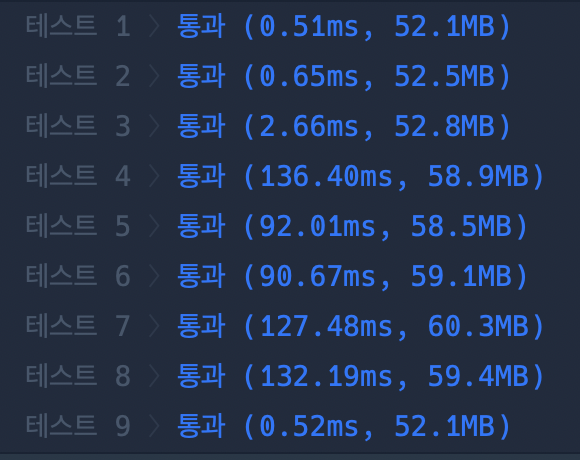 테스트 1 〉 통과 (0.51ms, 52.1MB)
테스트 2 〉 통과 (0.65ms, 52.5MB)
테스트 3 〉 통과 (2.66ms, 52.8MB)
테스트 4 〉 통과 (136.40ms, 58.9MB)
테스트 5 〉 통과 (92.01ms, 58.5MB)
테스트 6 〉 통과 (90.67ms, 59.1MB)
테스트 7 〉 통과 (127.48ms, 60.3MB)
테스트 8 〉 통과 (132.19ms, 59.4MB)
테스트 9 〉 통과 (0.52ms, 52.1MB)